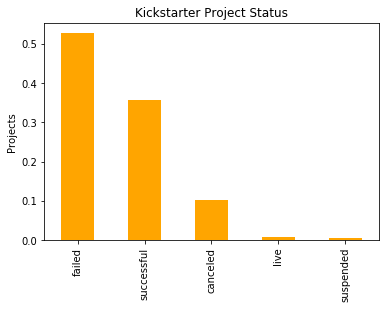 Kickstarter Project Status
Projects
0.5
0.4
0.3
0.2
0.1
0.0
failed
successful
canceled
live
suspended